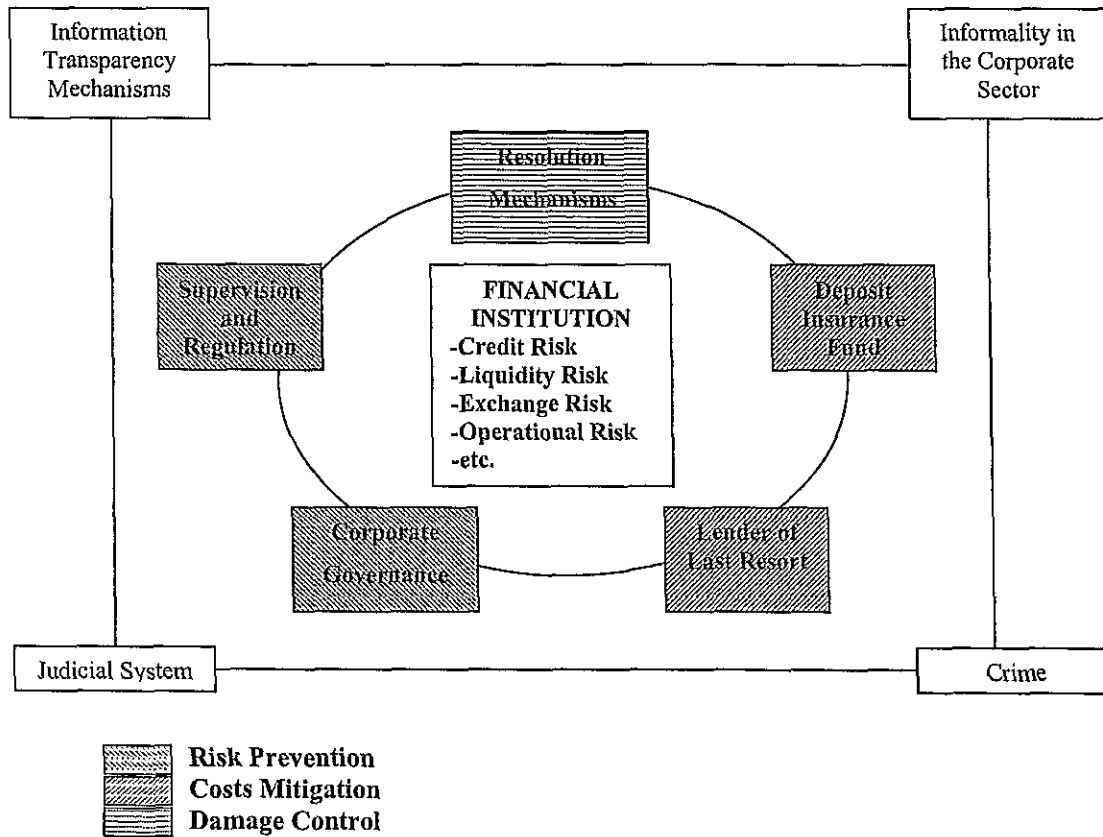 Information
Transparency
Mechanisms
Informality in
the Corporate
Sector
Resolution
Mechanisms
Supervision
and
Regulation
FINANCIAL
INSTITUTION
-Credit Risk
-Liquidity Risk
-Exchange Risk
-Operational Risk
-etc.
Deposit
Insurance
Fund
Corporate
Governance
Lender of
Last Resort
Judicial System
Crime
Risk Prevention
Costs Mitigation
Damage Control